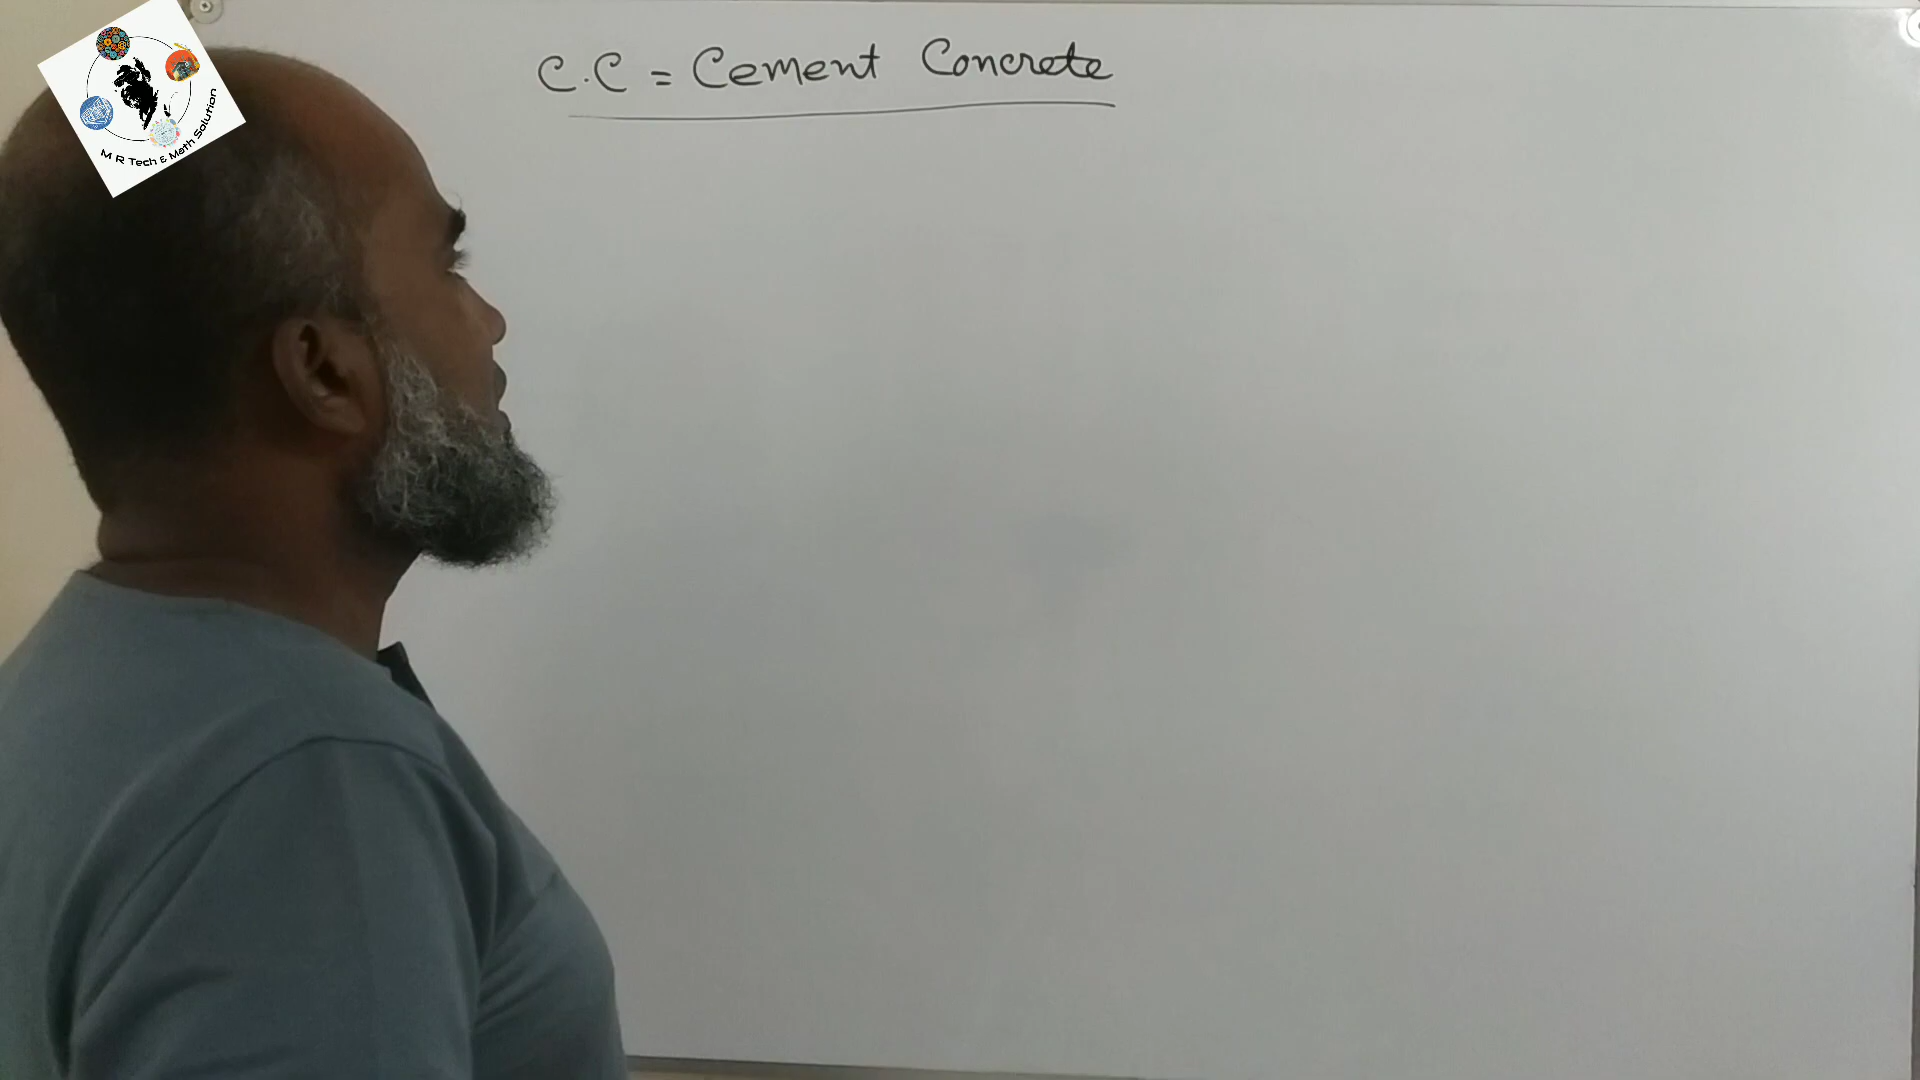 C.C = Cement Concrete
M R Tech & Math Solution